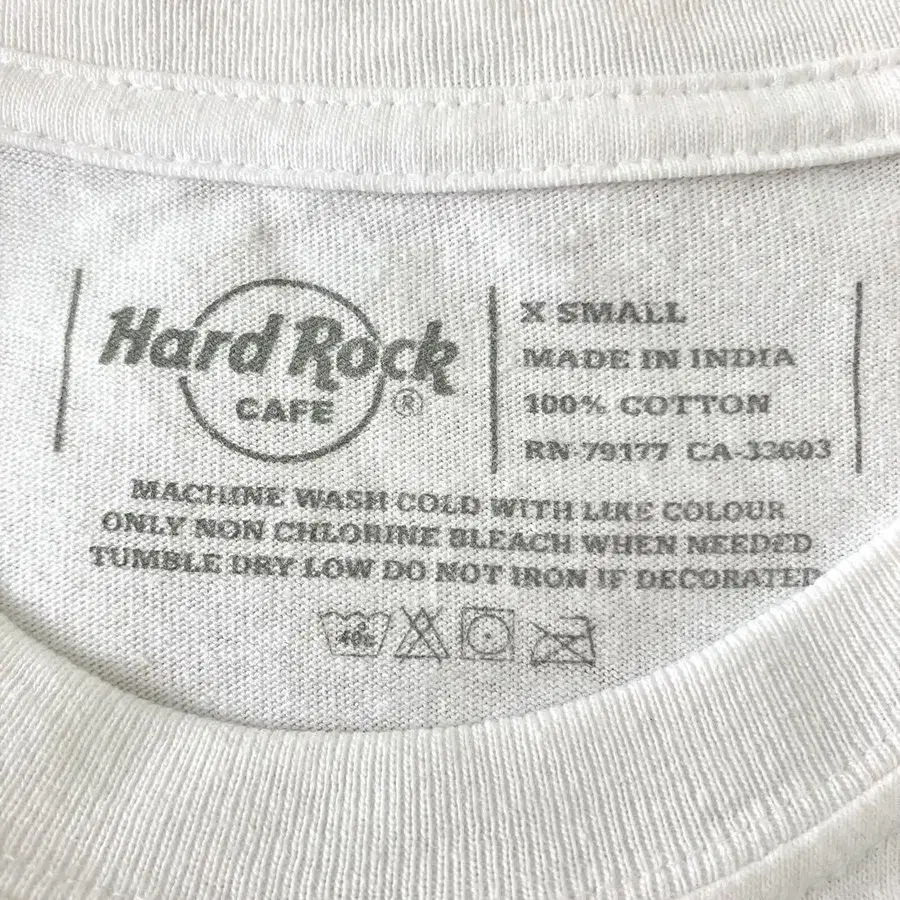 Hard Rock
CAFE
®
X SMALL
MADE IN INDIA
100% COTTON
RN-79177 CA-33603
MACHINE WASH COLD WITH LIKE COLOUR
ONLY NON CHLORINE BLEACH WHEN NEEDED
TUMBLE DRY LOW DO NOT IRON IF DECORATED